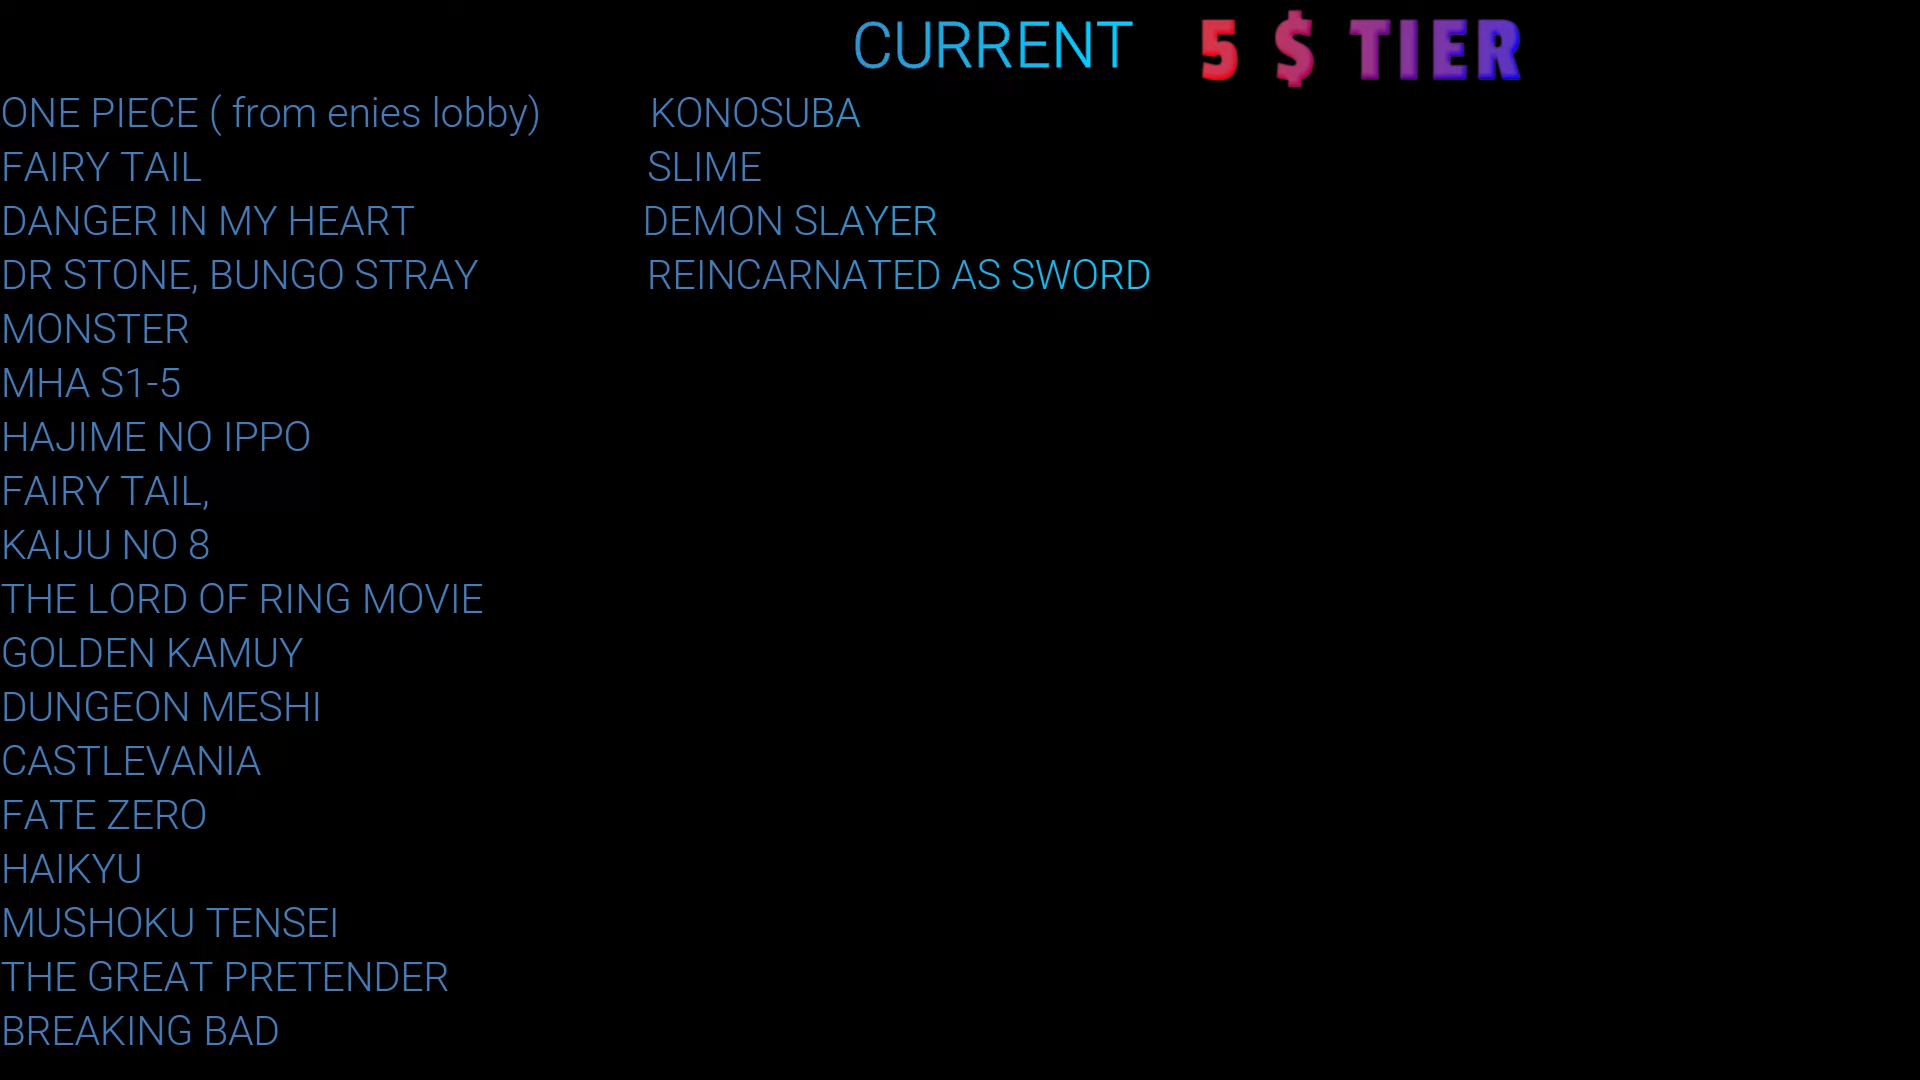 CURRENT 5 $ TIER
ONE PIECE ( from enies lobby) KONOSUBA
FAIRY TAIL SLIME
DANGER IN MY HEART DEMON SLAYER
DR STONE, BUNGO STRAY REINCARNATED AS SWORD
MONSTER
MHA S1-5
HAJIME NO IPPO
FAIRY TAIL,
KAIJU NO 8
THE LORD OF RING MOVIE
GOLDEN KAMUY
DUNGEON MESHI
CASTLEVANIA
FATE ZERO
HAIKYU
MUSHOKU TENSEI
THE GREAT PRETENDER
BREAKING BAD